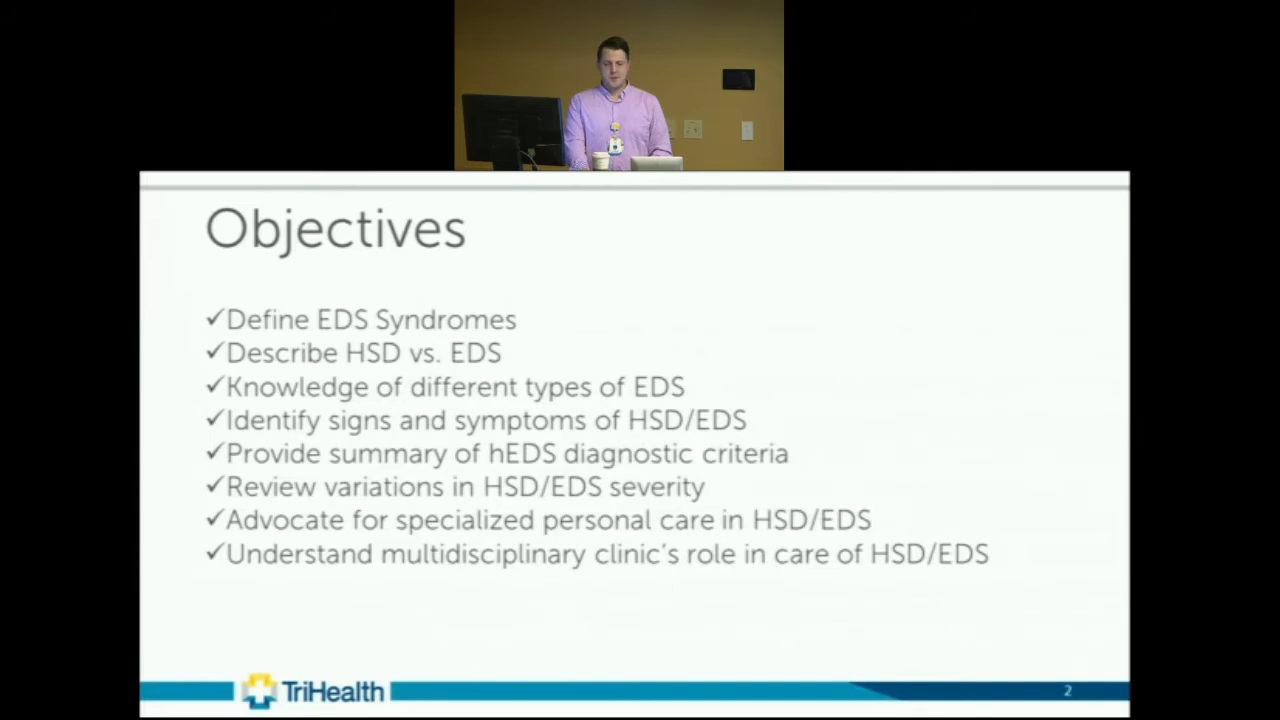 Objectives
✓Define EDS Syndromes
✓Describe HSD vs. EDS
✓Knowledge of different types of EDS
✓Identify signs and symptoms of HSD/EDS
✓Provide summary of hEDS diagnostic criteria
✓Review variations in HSD/EDS severity
✓Advocate for specialized personal care in HSD/EDS
✓Understand multidisciplinary clinic's role in care of HSD/EDS
TriHealth
2